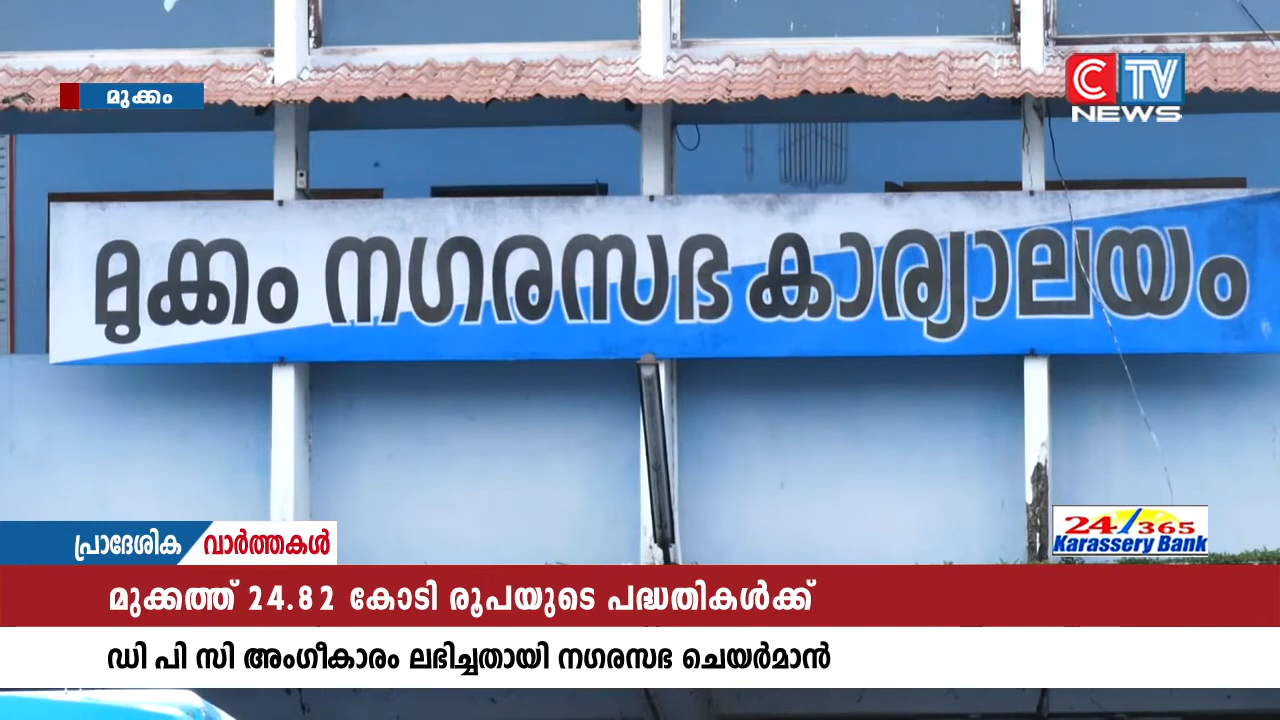 മുക്കം
CTV
NEWS
മുക്കം നഗരസഭ കാര്യാലയം
24/365
Karassery Bank
പ്രാദേശിക വാർത്തകൾ
മുക്കത്ത് 24.82 കോടി രൂപയുടെ പദ്ധതികൾക്ക്
ഡി പി സി അംഗീകാരം ലഭിച്ചതായി നഗരസഭ ചെയർമാൻ